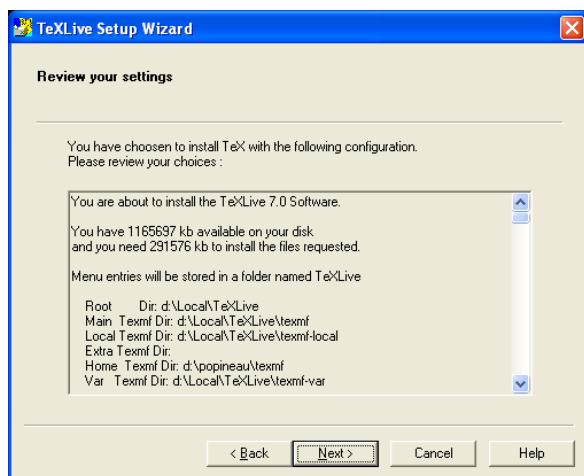 TeXLive Setup Wizard
Review your settings
You have choosen to install TeX with the following configuration.
Please review your choices :
You are about to install the TeXLive 7.0 Software.
You have 1165697 kb available on your disk
and you need 291576 kb to install the files requested.
Menu entries will be stored in a folder named TeXLive
Root Dir: d:\Local\TeXLive
Main Texmf Dir: d:\Local\TeXLive\texmf
Local Texmf Dir: d:\Local\TeXLive\texmf-local
Extra Texmf Dir:
Home Texmf Dir: d:\popineau\texmf
Var Texmf Dir: d:\Local\TeXLive\texmf-var
< Back Next > Cancel Help